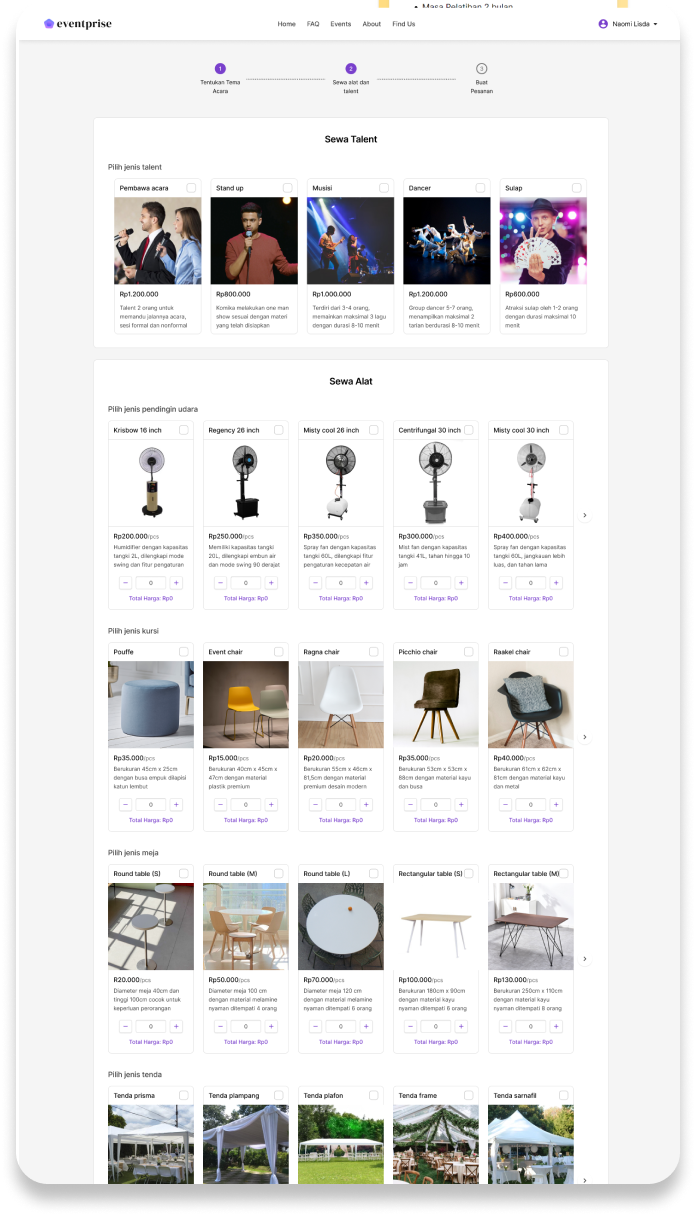 Masa Pelatihan 2 bulan
eventprise
Home FAQ Events About Find Us
Naomi Lisda
1 2 3
Tentukan Tema Acara
Sewa alat dan talent
Buat Pesanan
Sewa Talent
Pilih jenis talent
Pembawa acara
Rp1.200.000
Talent 2 orang untuk
memandu jalannya acara,
sesi formal dan nonformal
Stand up
Rp800.000
Komika melakukan one man
show sesuai dengan materi
yang telah disiapkan
Musisi
Rp1.000.000
Terdiri dari 3-4 orang,
memainkan maksimal 3 lagu
dengan durasi 8-10 menit
Dancer
Rp1.200.000
Group dancer 5-7 orang,
menampilkan maksimal 2
tarian berdurasi 8-10 menit
Sulap
Rp600.000
Atraksi sulap oleh 1-2 orang
dengan durasi maksimal 10
menit
Sewa Alat
Pilih jenis pendingin udara
Krisbow 16 inch
Rp200.000/pcs
Humidifier dengan kapasitas
tangki 2L, dilengkapi mode
swing dan fitur pengaturan
− 0 +
Total Harga: Rp0
Regency 26 inch
Rp250.000/pcs
Memiliki kapasitas tangki
20L, dilengkapi embun air
dan mode swing 90 derajat
− 0 +
Total Harga: Rp0
Misty cool 26 inch
Rp350.000/pcs
Spray fan dengan kapasitas
tangki 60L, dilengkapi fitur
pengaturan kecepatan air
− 0 +
Total Harga: Rp0
Centrifungal 30 inch
Rp300.000/pcs
Mist fan dengan kapasitas
tangki 41L, tahan hingga 10
jam
− 0 +
Total Harga: Rp0
Misty cool 30 inch
Rp400.000/pcs
Spray fan dengan kapasitas
tangki 60L, jangkauan lebih
luas, dan tahan lama
− 0 +
Total Harga: Rp0
Pilih jenis kursi
Pouffe
Rp35.000/pcs
Berukuran 45cm x 25cm
dengan busa empuk dilapisi
katun lembut
− 0 +
Total Harga: Rp0
Event chair
Rp15.000/pcs
Berukuran 40cm x 45cm x
47cm dengan material
plastik premium
− 0 +
Total Harga: Rp0
Ragna chair
Rp20.000/pcs
Berukuran 55cm x 46cm x
81,5cm dengan material
premium desain modern
− 0 +
Total Harga: Rp0
Picchio chair
Rp35.000/pcs
Berukuran 53cm x 53cm x
88cm dengan material kayu
dan busa
− 0 +
Total Harga: Rp0
Raakel chair
Rp40.000/pcs
Berukuran 61cm x 62cm x
81cm dengan material kayu
dan metal
− 0 +
Total Harga: Rp0
Pilih jenis meja
Round table (S)
R20.000/pcs
Diameter meja 40cm dan
tinggi 100cm cocok untuk
keperluan perorangan
− 0 +
Total Harga: Rp0
Round table (M)
Rp50.000/pcs
Diameter meja 100 cm
dengan material melamine
nyaman ditempati 4 orang
− 0 +
Total Harga: Rp0
Round table (L)
Rp70.000/pcs
Diameter meja 120 cm
dengan material melamine
nyaman ditempati 6 orang
− 0 +
Total Harga: Rp0
Rectangular table (S)
Rp100.000/pcs
Berukuran 180cm x 90cm
dengan material kayu
nyaman ditempati 6 orang
− 0 +
Total Harga: Rp0
Rectangular table (M)
Rp130.000/pcs
Berukuran 250cm x 110cm
dengan material kayu
nyaman ditempati 8 orang
− 0 +
Total Harga: Rp0
Pilih jenis tenda
Tenda prisma
Tenda plampang
Tenda plafon
Tenda frame
Tenda sarnafil